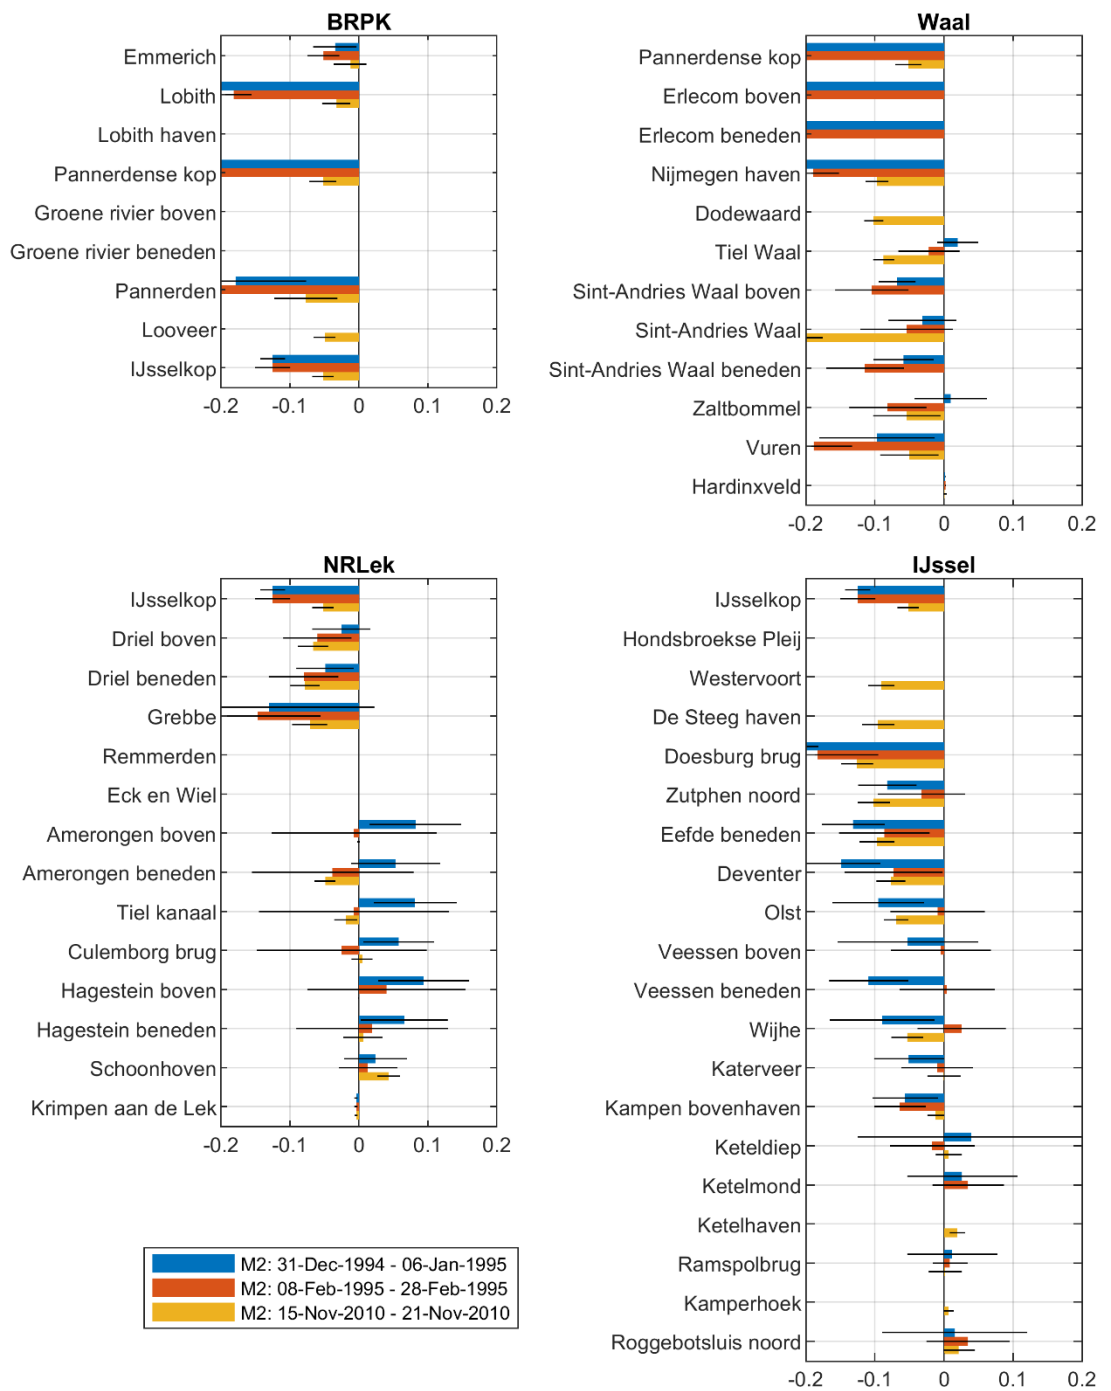 BRPK
Emmerich
Lobith
Lobith haven
Pannerdense kop
Groene rivier boven
Groene rivier beneden
Pannerden
Looveer
IJsselkop
-0.2 -0.1 0 0.1 0.2
Waal
Pannerdense kop
Erlecom boven
Erlecom beneden
Nijmegen haven
Dodewaard
Tiel Waal
Sint-Andries Waal boven
Sint-Andries Waal
Sint-Andries Waal beneden
Zaltbommel
Vuren
Hardinxveld
-0.2 -0.1 0 0.1 0.2
NRLek
IJsselkop
Driel boven
Driel beneden
Grebbe
Remmerden
Eck en Wiel
Amerongen boven
Amerongen beneden
Tiel kanaal
Culemborg brug
Hagestein boven
Hagestein beneden
Schoonhoven
Krimpen aan de Lek
-0.2 -0.1 0 0.1 0.2
IJssel
IJsselkop
Hondsbroekse Pleij
Westervoort
De Steeg haven
Doesburg brug
Zutphen noord
Eefde beneden
Deventer
Olst
Veessen boven
Veessen beneden
Wijhe
Katerveer
Kampen bovenhaven
Keteldiep
Ketelmond
Ketelhaven
Ramspolbrug
Kamperhoek
Roggebotsluis noord
-0.2 -0.1 0 0.1 0.2
M2: 31-Dec-1994 - 06-Jan-1995
M2: 08-Feb-1995 - 28-Feb-1995
M2: 15-Nov-2010 - 21-Nov-2010